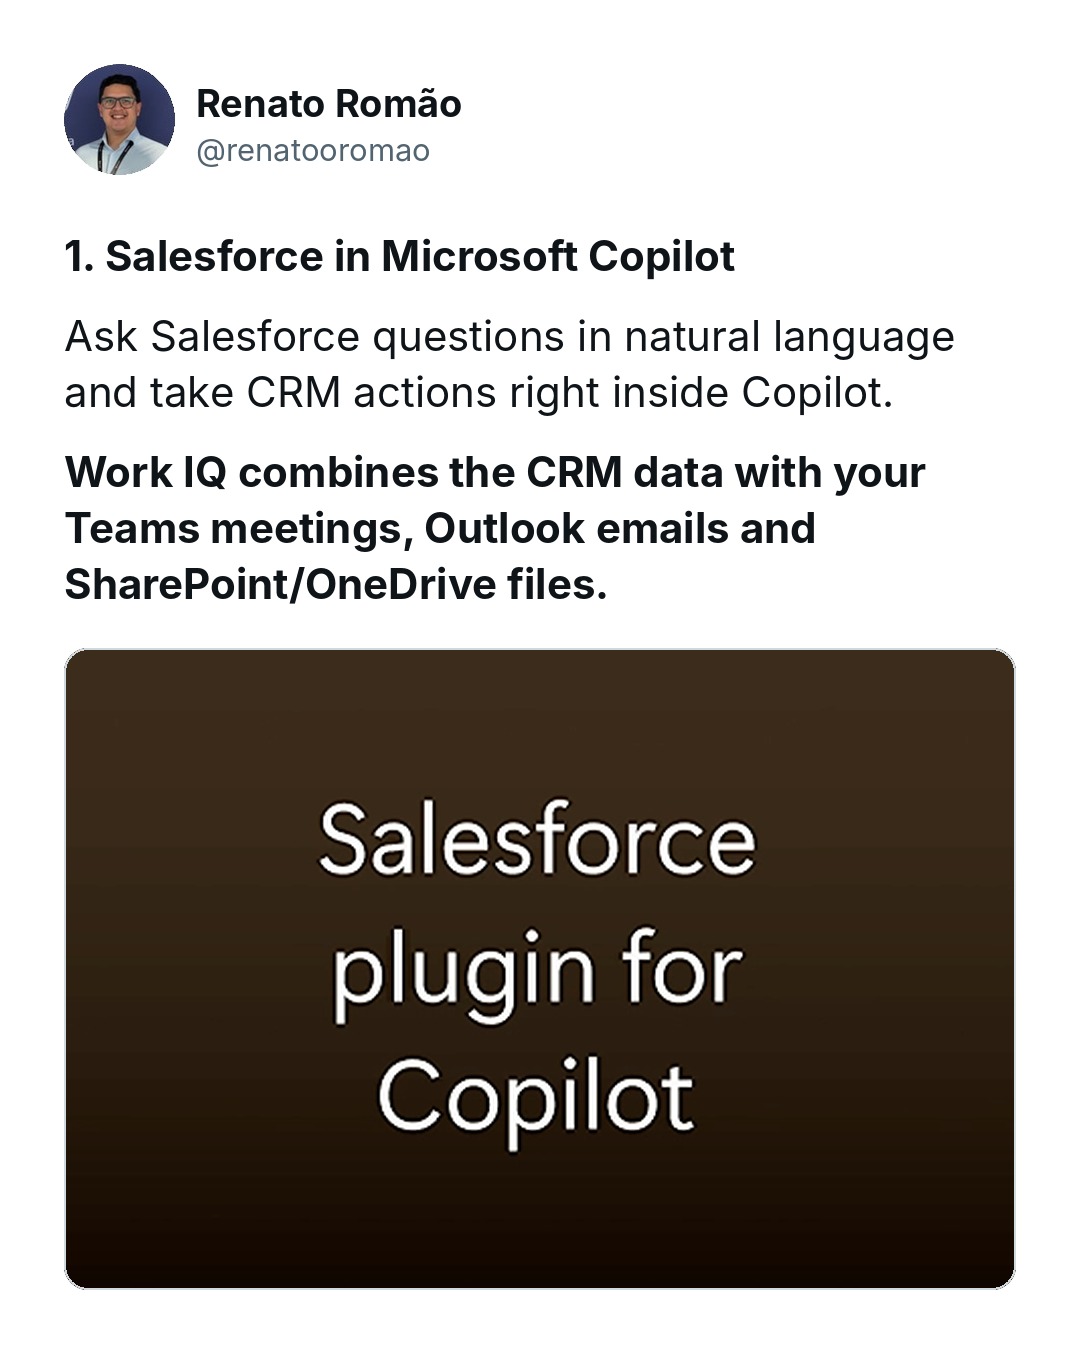 Renato Romão
@renatooromao
1. Salesforce in Microsoft Copilot
Ask Salesforce questions in natural language
and take CRM actions right inside Copilot.
Work IQ combines the CRM data with your
Teams meetings, Outlook emails and
SharePoint/OneDrive files.
Salesforce
plugin for
Copilot